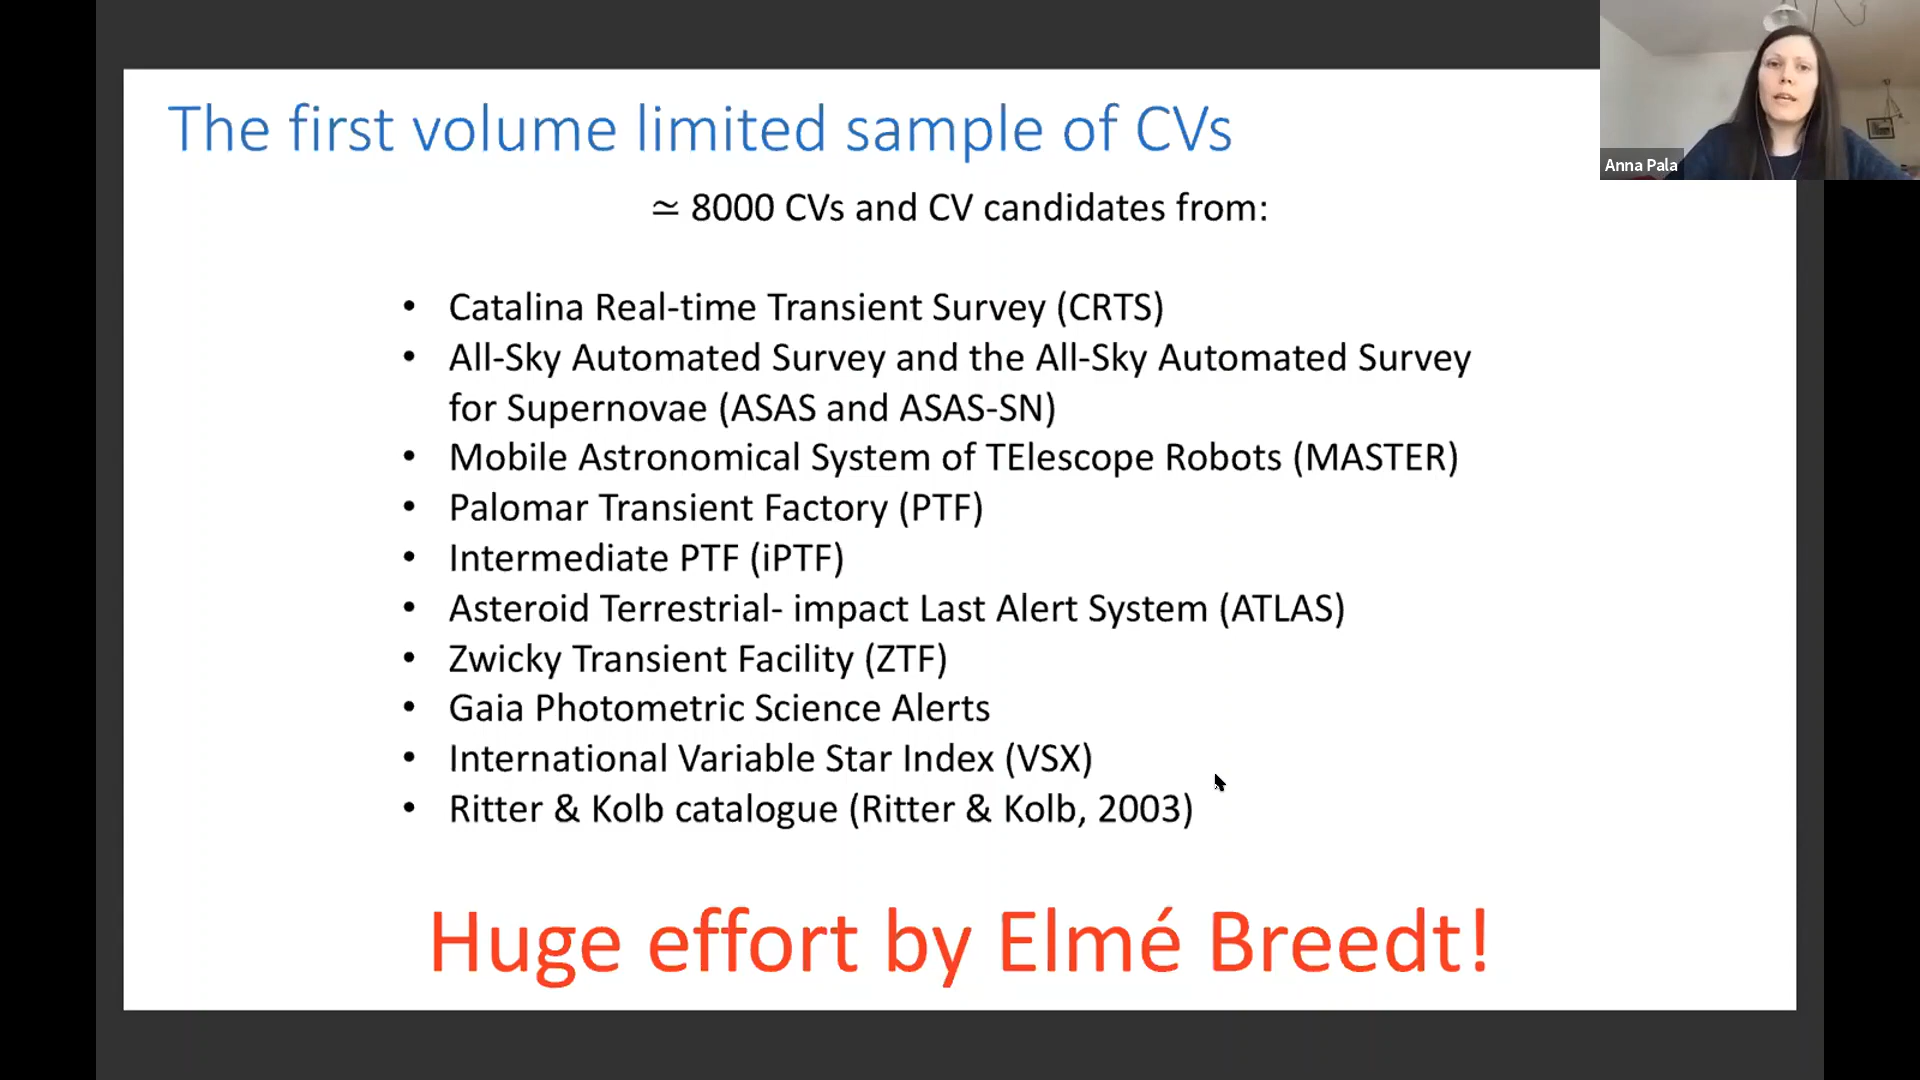 The first volume limited sample of CVs
≃ 8000 CVs and CV candidates from:
• Catalina Real-time Transient Survey (CRTS)
• All-Sky Automated Survey and the All-Sky Automated Survey
for Supernovae (ASAS and ASAS-SN)
• Mobile Astronomical System of TElescope Robots (MASTER)
• Palomar Transient Factory (PTF)
• Intermediate PTF (iPTF)
• Asteroid Terrestrial- impact Last Alert System (ATLAS)
• Zwicky Transient Facility (ZTF)
• Gaia Photometric Science Alerts
• International Variable Star Index (VSX)
• Ritter & Kolb catalogue (Ritter & Kolb, 2003)
Huge effort by Elmé Breedt!
Anna Pala